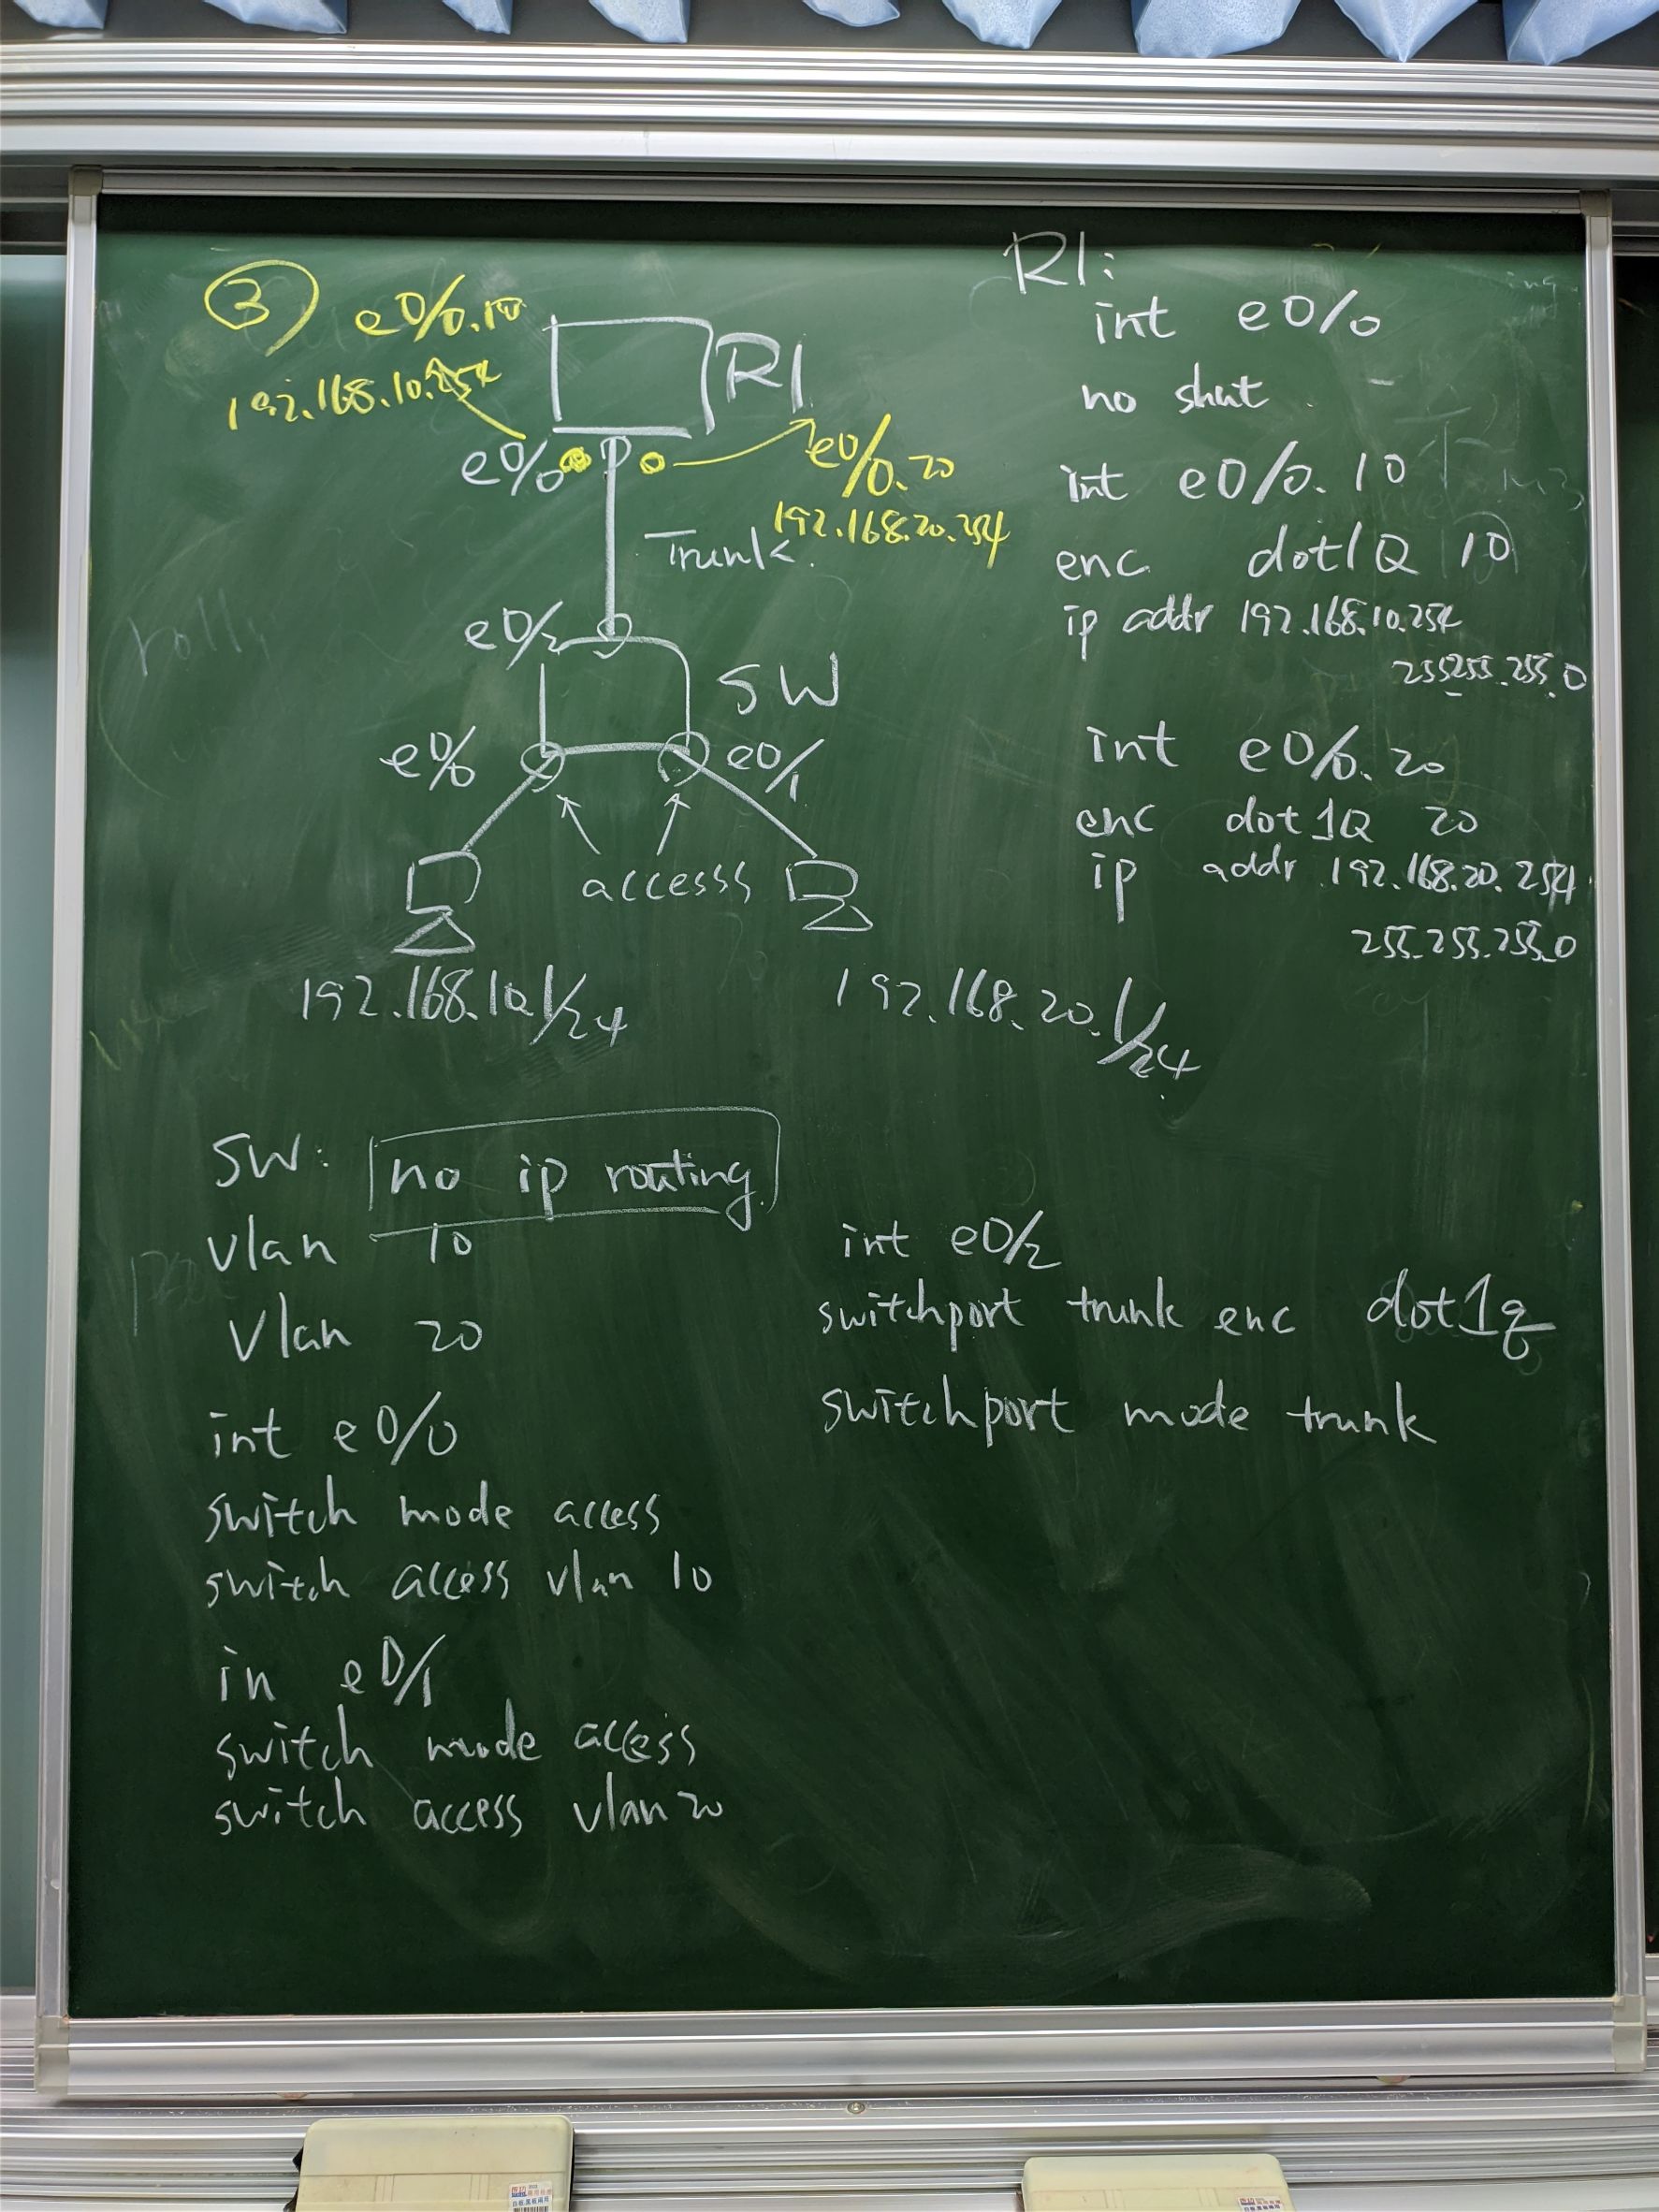 ③ e0/0.10
192.168.10.254
R1
e0/0
e0/0.20
192.168.20.254
Trunk.
e0/2
SW
e0/0
e0/1
accesss
192.168.10.1/24
192.168.20.1/24
R1:
int e0/0
no shut
int e0/0.10
enc dot1Q 10
ip addr 192.168.10.254
255.255.255.0
int e0/0.20
enc dot1Q 20
ip addr 192.168.20.254
255.255.255.0
SW: no ip routing
vlan 10
vlan 20
int e0/0
switch mode access
switch access vlan 10
in e0/1
switch mode access
switch access vlan 20
int e0/2
switchport trunk enc dot1q
switchport mode trunk